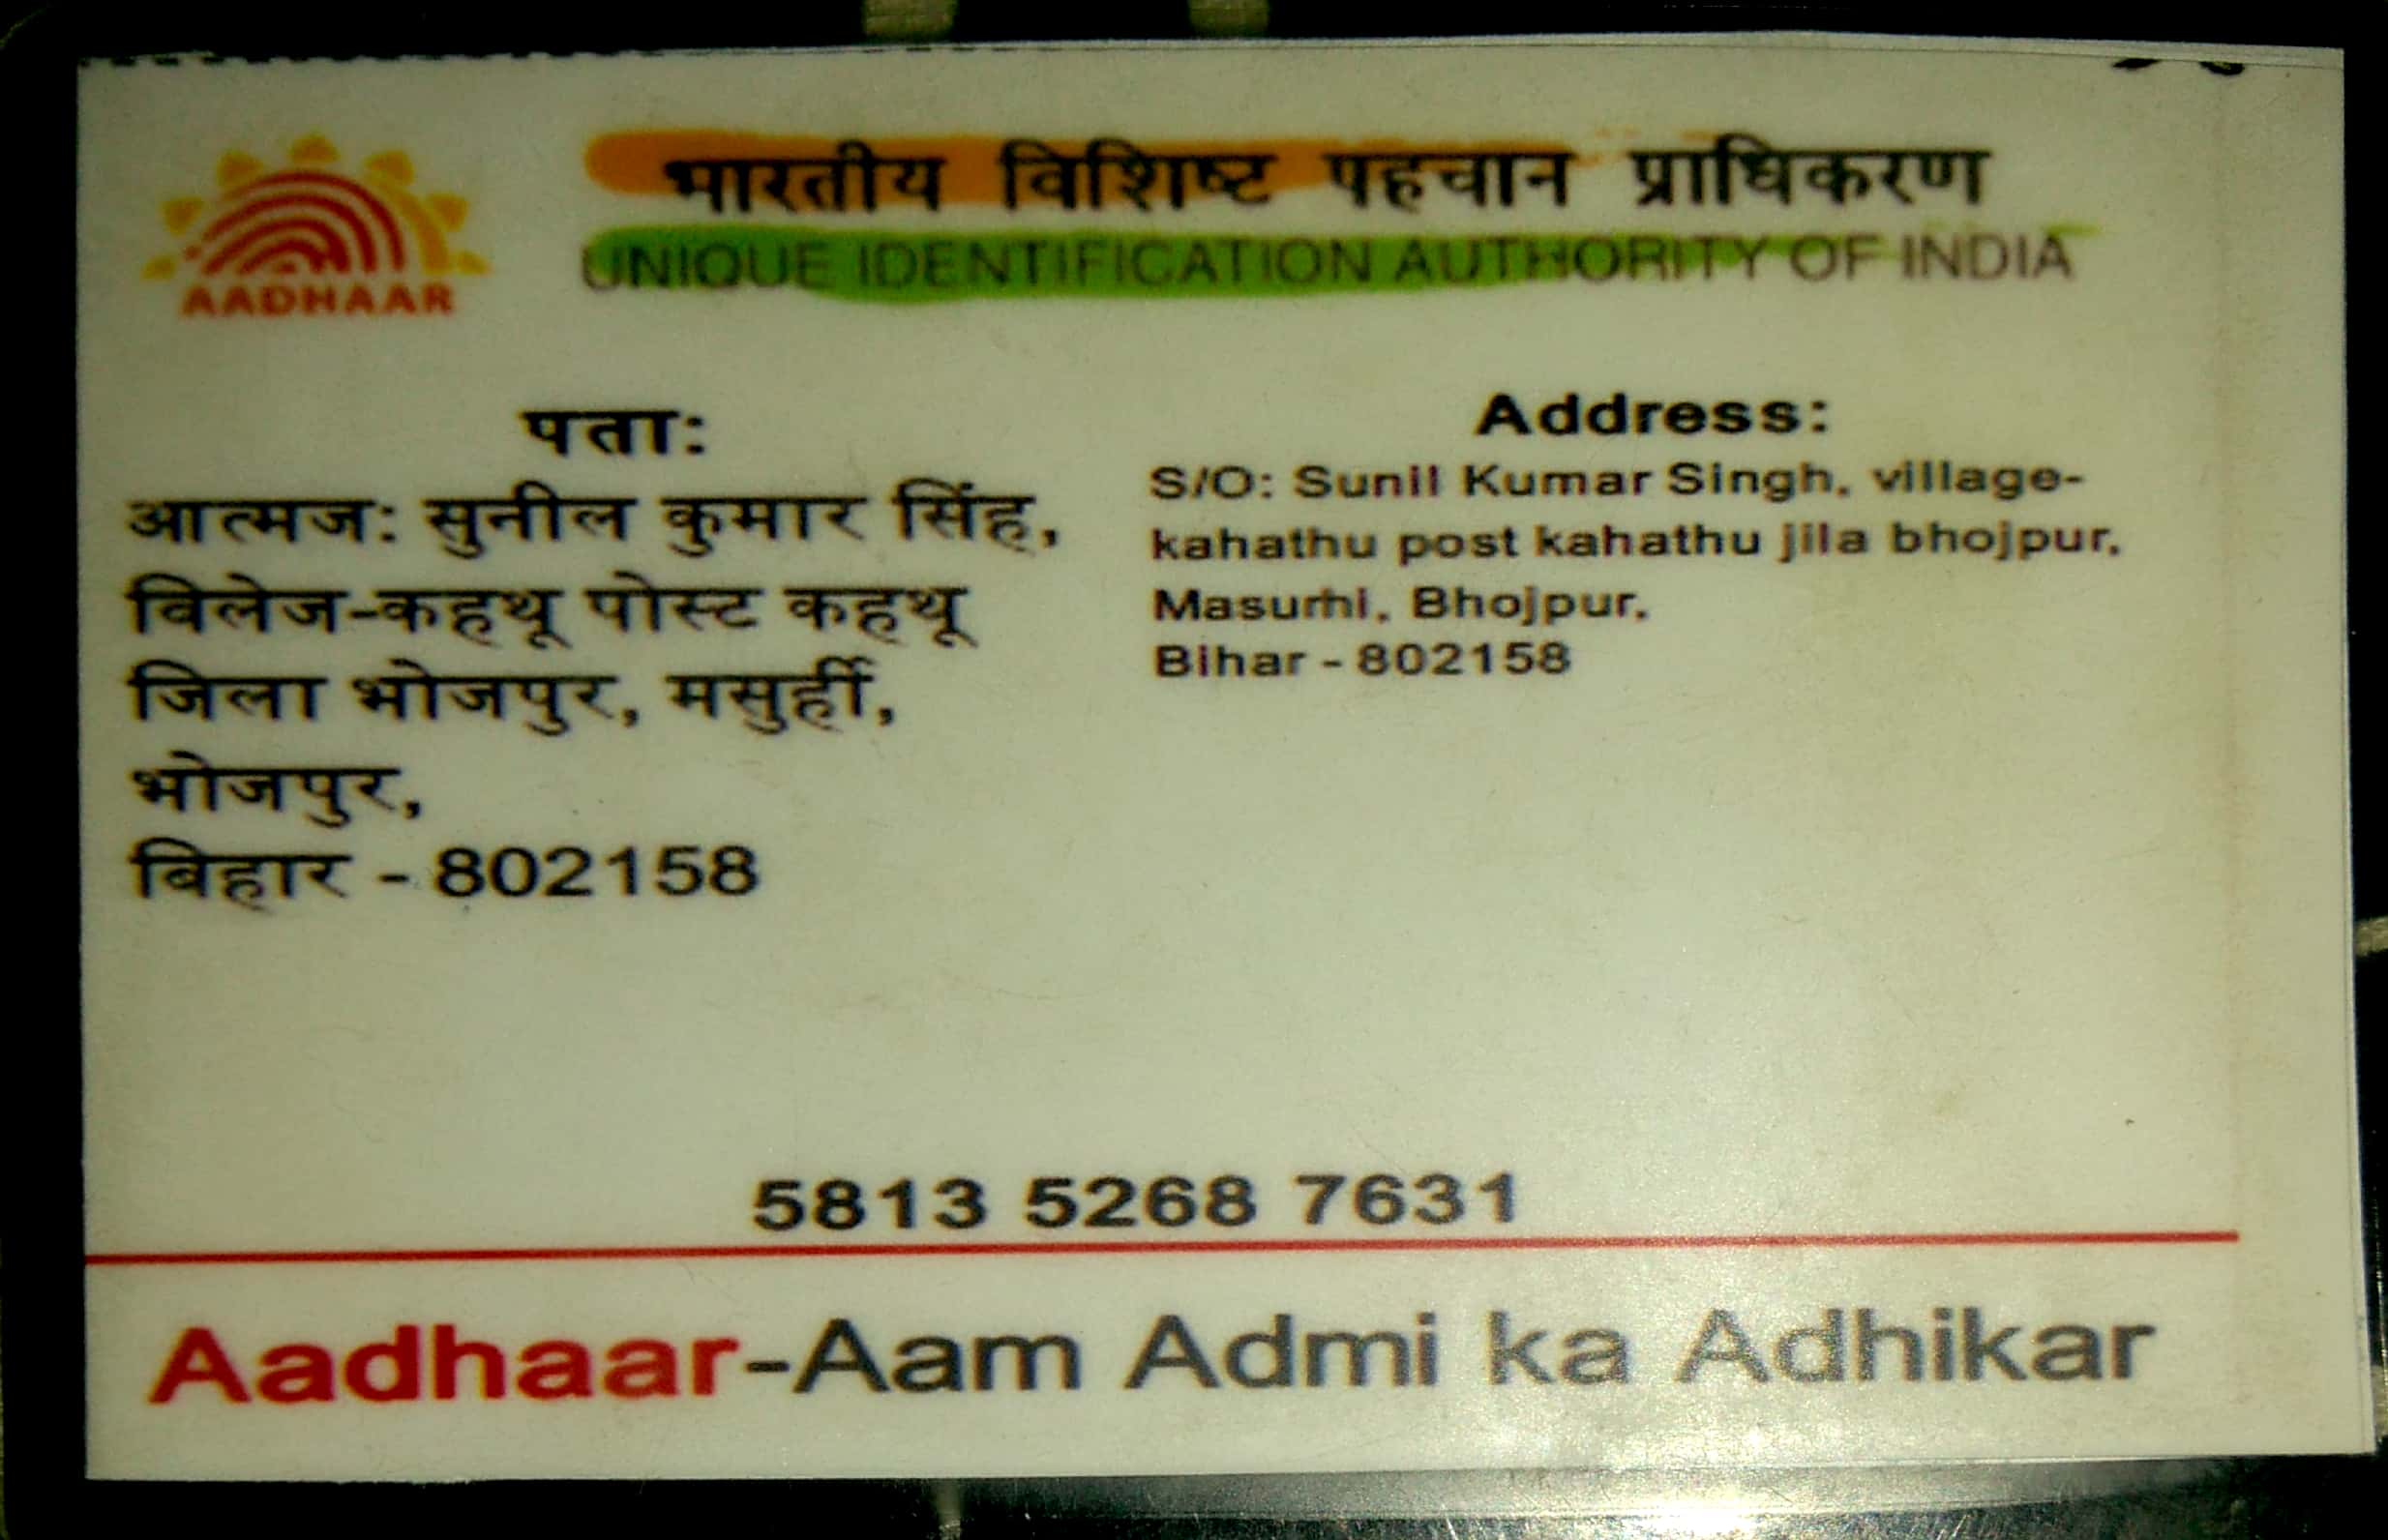 भारतीय विशिष्ट पहचान प्राधिकरण
UNIQUE IDENTIFICATION AUTHORITY OF INDIA
AADHAAR
पता:
आत्मज: सुनील कुमार सिंह,
विलेज-कहथू पोस्ट कहथू
जिला भोजपुर, मसुर्ही,
भोजपुर,
बिहार - 802158
Address:
S/O: Sunil Kumar Singh, village-
kahathu post kahathu jila bhojpur,
Masurhi, Bhojpur,
Bihar - 802158
5813 5268 7631
Aadhaar-Aam Admi ka Adhikar